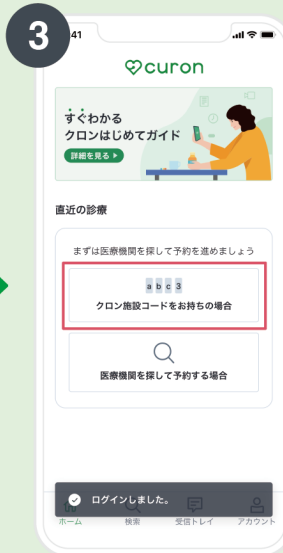 3
41
curon
すぐわかる
クロンはじめてガイド
詳細を見る
直近の診療
まずは医療機関を探して予約を進めましょう
a b c 3
クロン施設コードをお持ちの場合
医療機関を探して予約する場合
ログインしました。
ホーム 検索 受信トレイ アカウント